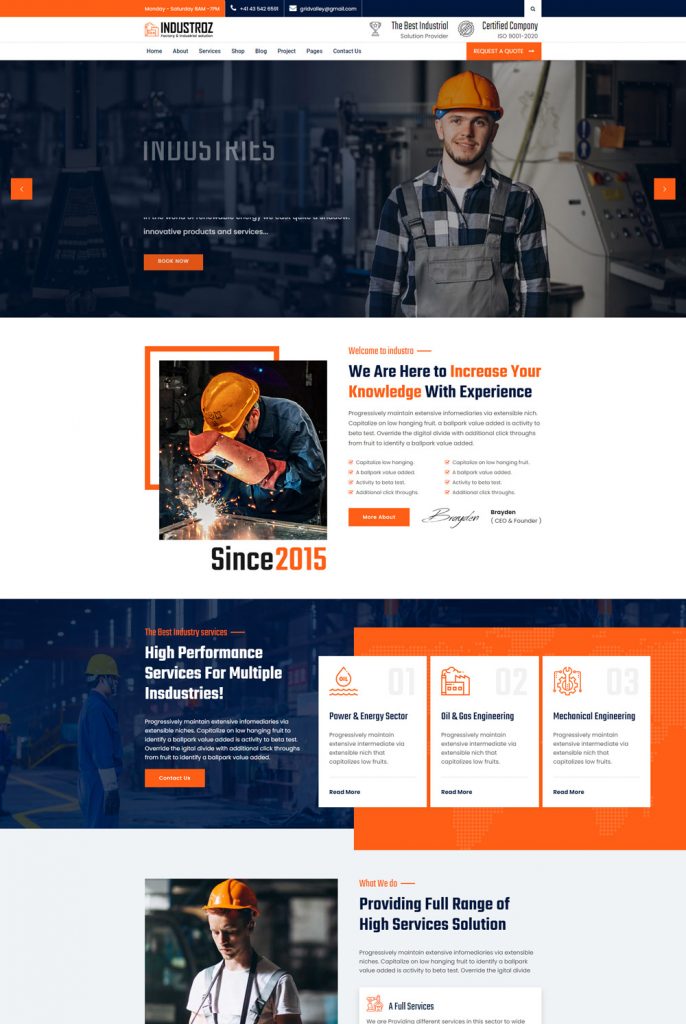 Monday - Saturday 8AM -7PM
+41 43 542 6591
gridvalley@gmail.com
INDUSTROZ
Factory & Industrial solution
The Best Industrial
Solution Provider
Certified Company
ISO 9001-2020
Home
About
Services
Shop
Blog
Project
Pages
Contact Us
REQUEST A QUOTE
INDUSTRIES
In the world of renewable energy we cast quite a shadow.
innovative products and services...
BOOK NOW
Welcome to industro
We Are Here to Increase Your
Knowledge With Experience
Progressively maintain extensive infomediaries via extensible nich.
Capitalize on low hanging fruit. a ballpark value added is activity to
beta test. Override the digital divide with additional click throughs
from fruit to identify a ballpark value added.
Capitalize low hanging.
Capitalize on low hanging fruit.
A ballpark value added.
A ballpark value added.
Activity to beta test.
Activity to beta test.
Additional click throughs.
Additional click throughs.
More About
Brayden
Brayden
( CEO & Founder )
Since 2015
The Best Industry services
High Performance
Services For Multiple
Insdustries!
Progressively maintain extensive infomediaries via
extensible niches. Capitalize on low hanging fruit to
identify a ballpark value added is activity to beta test.
Override the igital divide with additional click throughs
from fruit to identify a ballpark value added.
Contact Us
OIL
01
Power & Energy Sector
Progressively maintain
extensive intermediate via
extensible nich that
capitalizes low fruits.
Read More
02
Oil & Gas Engineering
Progressively maintain
extensive intermediate via
extensible nich that
capitalizes low fruits.
Read More
03
Mechanical Engineering
Progressively maintain
extensive intermediate via
extensible nich that
capitalizes low fruits.
Read More
What We do
Providing Full Range of
High Services Solution
Progressively maintain extensive infomediaries via extensible
niches. Capitalize on low hanging fruit to identify a ballpark
value added is activity to beta test. Override the igital divide
A Full Services
We are Providing different services in this sector to wide